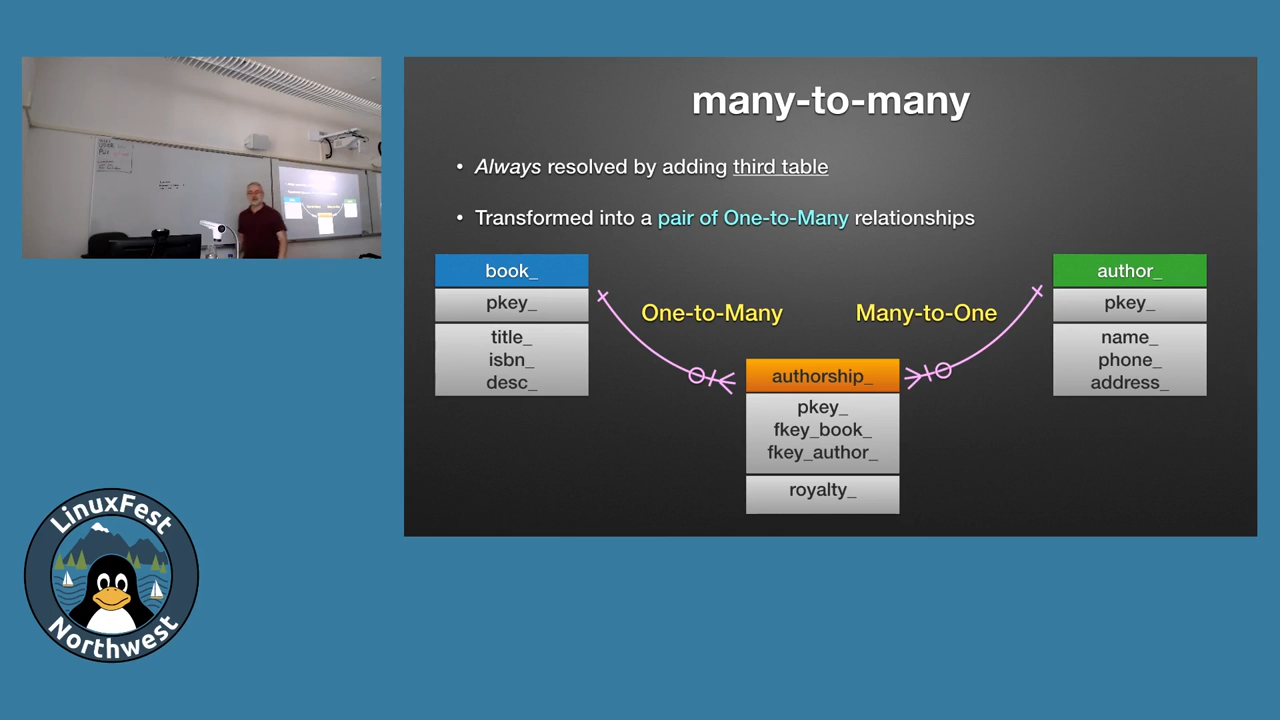 many-to-many
• Always resolved by adding third table
• Transformed into a pair of One-to-Many relationships
book_
pkey_
title_
isbn_
desc_
One-to-Many
Many-to-One
author_
pkey_
name_
phone_
address_
authorship_
pkey_
fkey_book_
fkey_author_
royalty_
LinuxFest
Northwest